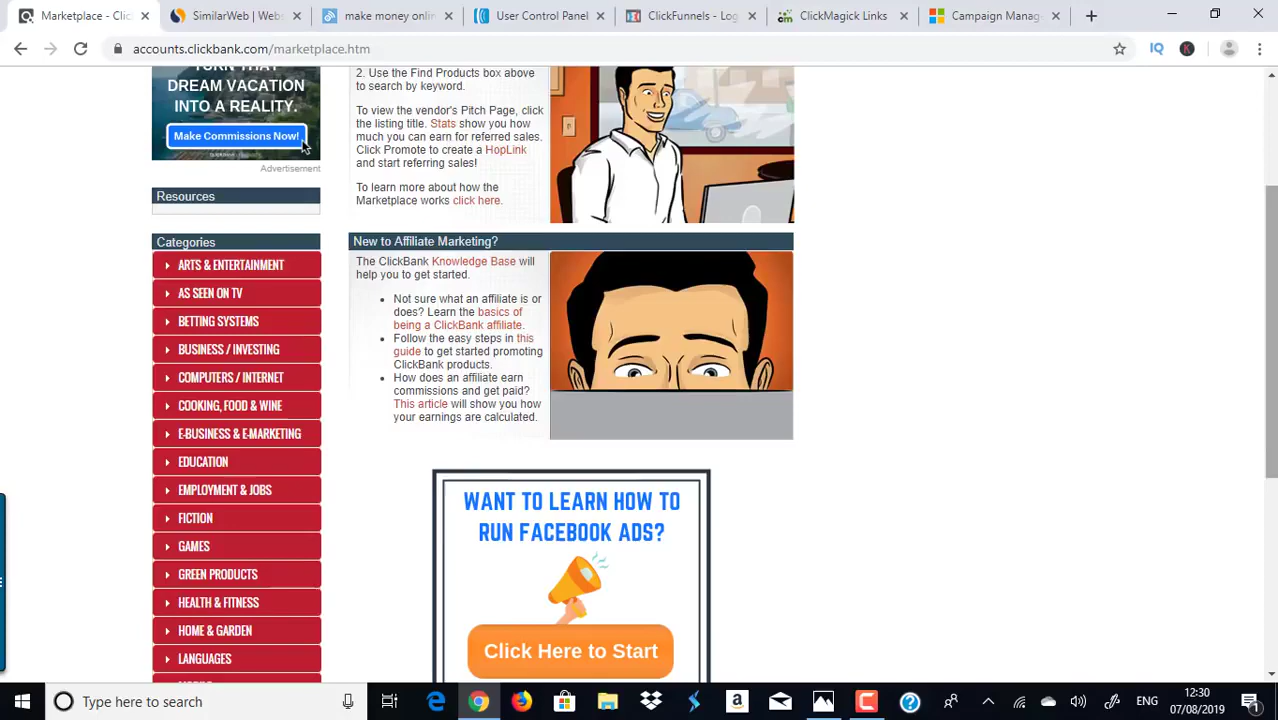 Marketplace - Cli
SimilarWeb | Webs
make money onlin
User Control Panel
ClickFunnels - Log
ClickMagick Links
Campaign Manag
accounts.clickbank.com/marketplace.htm
TURN THAT
DREAM VACATION
INTO A REALITY.
Make Commissions Now!
Advertisement
Resources
Categories
ARTS & ENTERTAINMENT
AS SEEN ON TV
BETTING SYSTEMS
BUSINESS / INVESTING
COMPUTERS / INTERNET
COOKING, FOOD & WINE
E-BUSINESS & E-MARKETING
EDUCATION
EMPLOYMENT & JOBS
FICTION
GAMES
GREEN PRODUCTS
HEALTH & FITNESS
HOME & GARDEN
LANGUAGES
2. Use the Find Products box above
to search by keyword.
To view the vendor's Pitch Page, click
the listing title. Stats show you how
much you can earn for referred sales.
Click Promote to create a HopLink
and start referring sales!
To learn more about how the
Marketplace works click here.
New to Affiliate Marketing?
The ClickBank Knowledge Base will
help you to get started.
Not sure what an affiliate is or
does? Learn the basics of
being a ClickBank affiliate.
Follow the easy steps in this
guide to get started promoting
ClickBank products.
How does an affiliate earn
commissions and get paid?
This article will show you how
your earnings are calculated.
WANT TO LEARN HOW TO
RUN FACEBOOK ADS?
Click Here to Start
Type here to search
ENG
12:30
07/08/2019